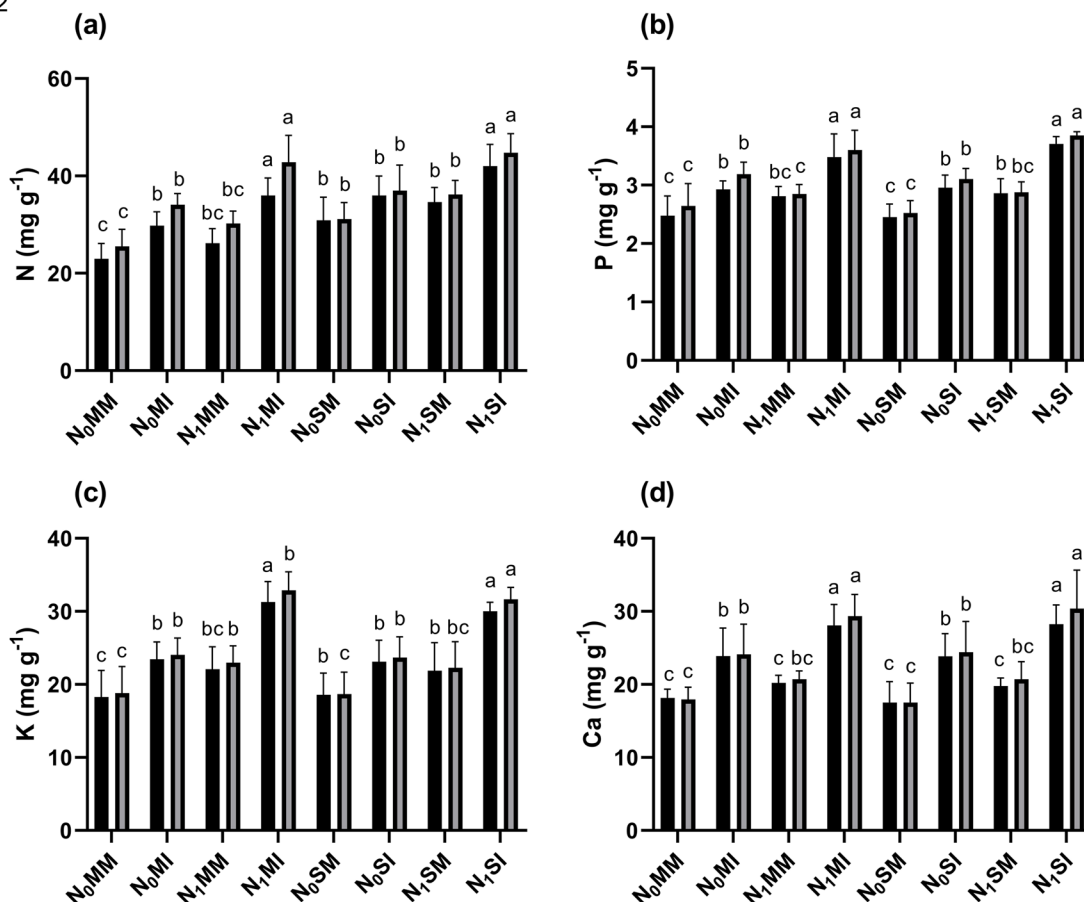 2
(a)
60
40
20
0
N (mg g⁻¹)
c c b b bc bc a a b b b b b b a a
N₀MM N₀MI N₁MM N₁MI N₀SM N₀SI N₁SM N₁SI
(b)
5
4
3
2
1
0
P (mg g⁻¹)
c c b b bc bc a a c c b b bc bc a a
N₀MM N₀MI N₁MM N₁MI N₀SM N₀SI N₁SM N₁SI
(c)
40
30
20
10
0
K (mg g⁻¹)
c c b b bc b a b b c b b b bc a a
N₀MM N₀MI N₁MM N₁MI N₀SM N₀SI N₁SM N₁SI
(d)
40
30
20
10
0
Ca (mg g⁻¹)
c c b b c bc a a c c b b c bc a a
N₀MM N₀MI N₁MM N₁MI N₀SM N₀SI N₁SM N₁SI